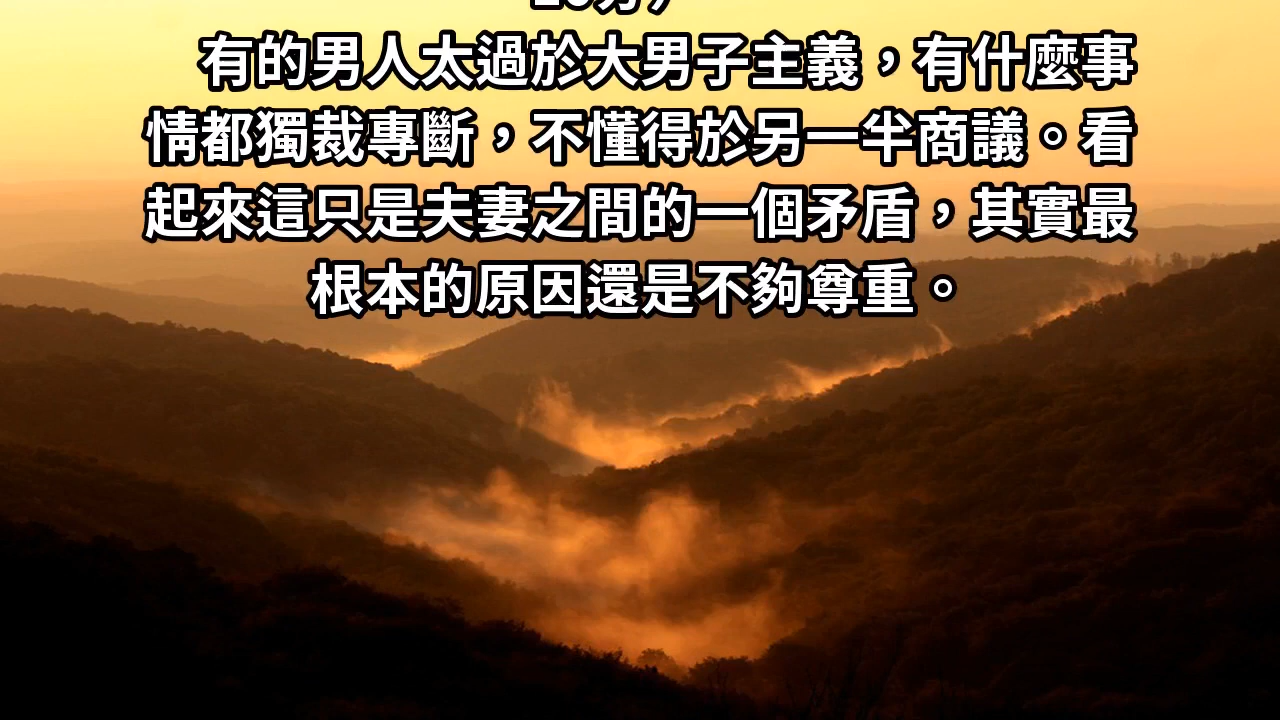 有的男人太過於大男子主義，有什麼事
情都獨裁專斷，不懂得於另一半商議。看
起來這只是夫妻之間的一個矛盾，其實最
根本的原因還是不夠尊重。